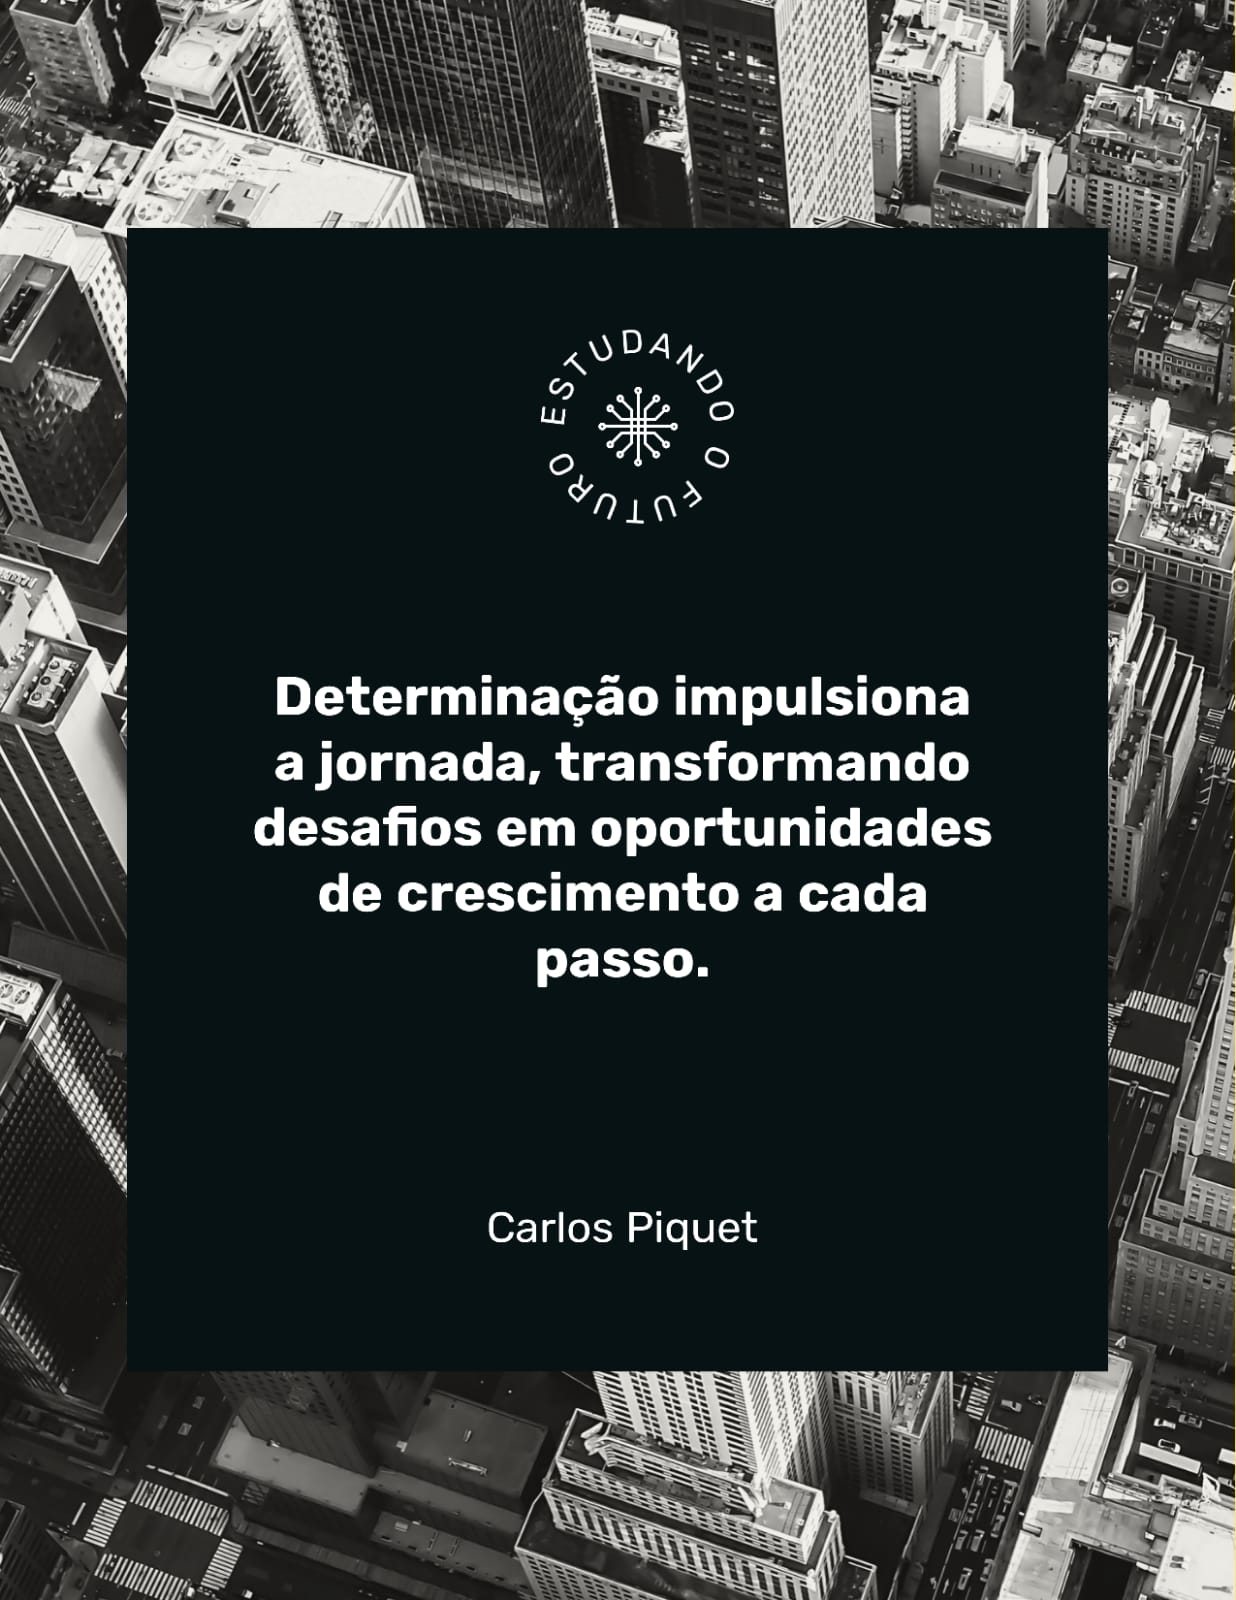 ESTUDANDO O FUTURO
Determinação impulsiona
a jornada, transformando
desafios em oportunidades
de crescimento a cada
passo.
Carlos Piquet